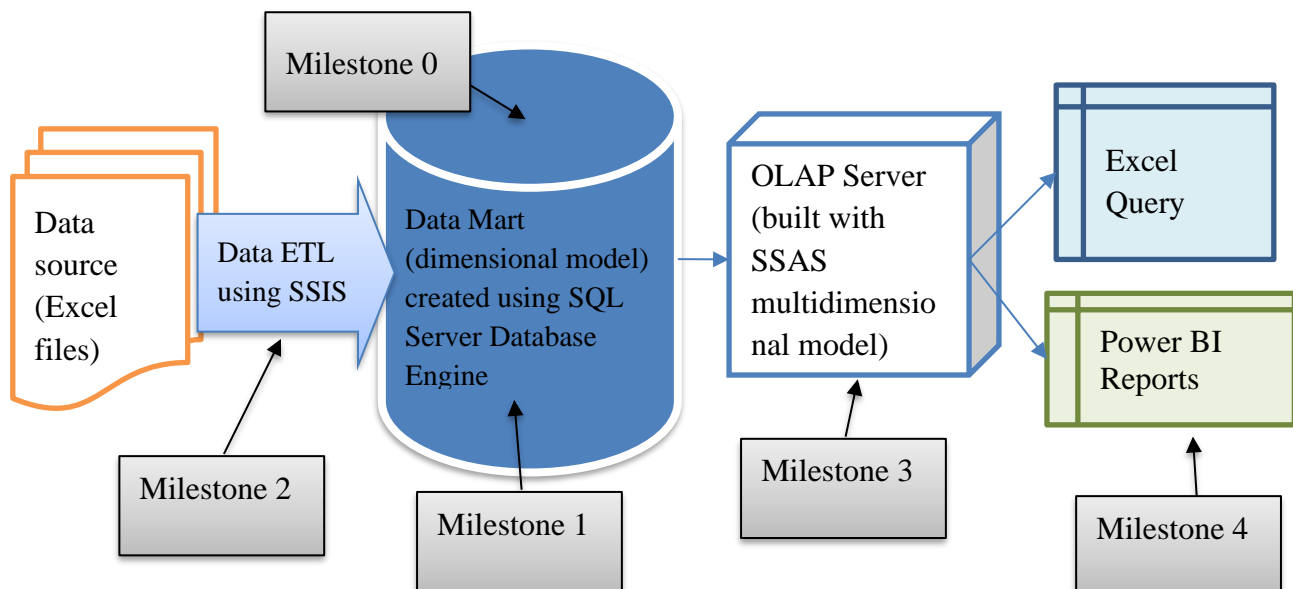 Milestone 0
Data
source
(Excel
files)
Data ETL
using SSIS
Data Mart
(dimensional model)
created using SQL
Server Database
Engine
OLAP Server
(built with
SSAS
multidimensio
nal model)
Excel
Query
Power BI
Reports
Milestone 2
Milestone 1
Milestone 3
Milestone 4